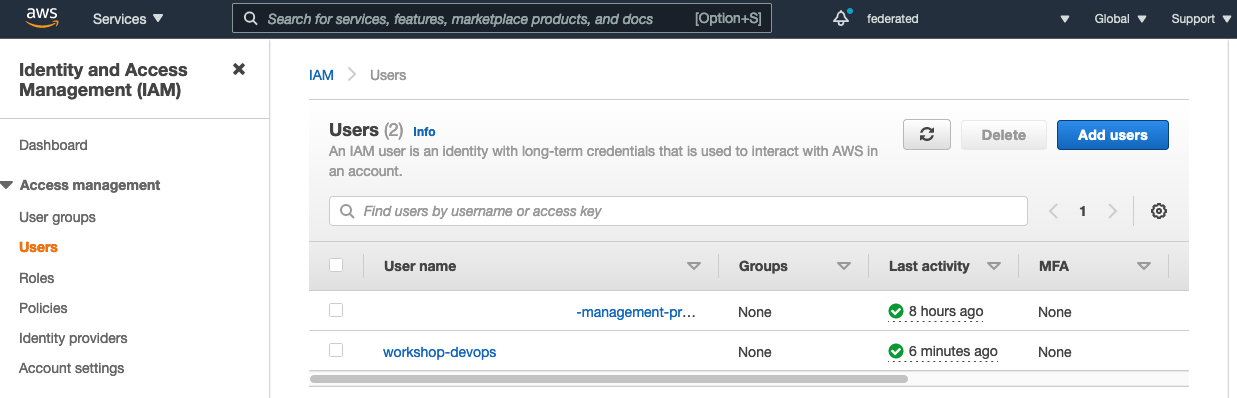 aws Services Search for services, features, marketplace products, and docs [Option+S] federated Global Support
Identity and Access
Management (IAM)
Dashboard
Access management
User groups
Users
Roles
Policies
Identity providers
Account settings
IAM Users
Users (2) Info
An IAM user is an identity with long-term credentials that is used to interact with AWS in
an account.
Delete Add users
Find users by username or access key 1
User name Groups Last activity MFA
-management-pr... None 8 hours ago None
workshop-devops None 6 minutes ago None